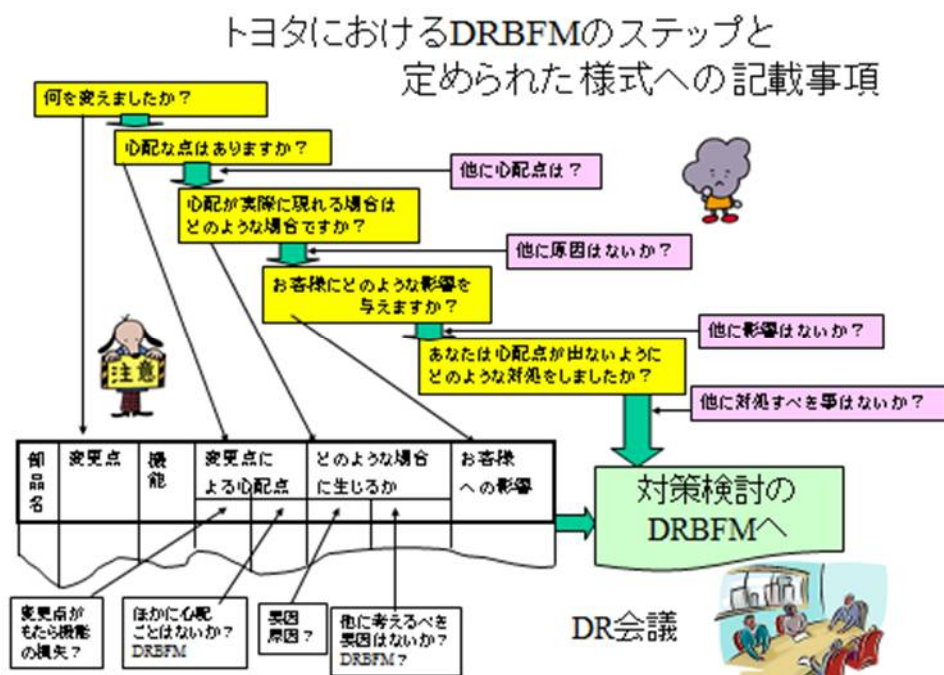 トヨタにおけるDRBFMのステップと
定められた様式への記載事項
何を変えましたか？
心配な点はありますか？
他に心配点は？
心配が実際に現れる場合は
どのような場合ですか？
他に原因はないか？
お客様にどのような影響を
与えますか？
他に影響はないか？
あなたは心配点が出ないように
どのような対処をしましたか？
他に対処すべき事はないか？
注意
部品名
変更点
機能
変更点に
よる心配点
どのような場合
に生じるか
お客様
への影響
対策検討の
DRBFMへ
変更点が
もたら機能
の損失？
ほかに心配
ごとはないか？
DRBFM
要因
原因？
他に考えるべき
要因はないか？
DRBFM？
DR会議